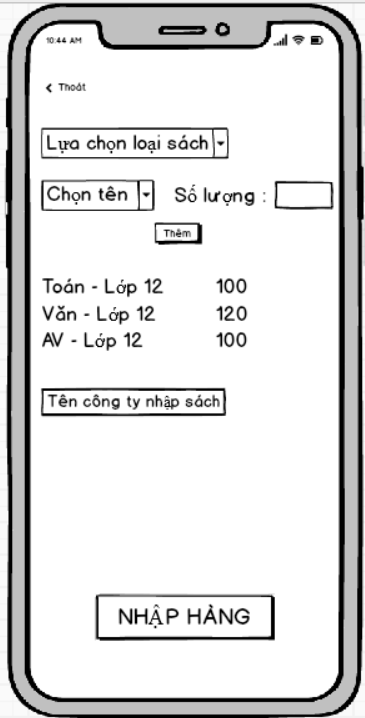 10:44 AM
< Thoát
Lựa chọn loại sách
Chọn tên Số lượng :
Thêm
Toán - Lớp 12 100
Văn - Lớp 12 120
AV - Lớp 12 100
Tên công ty nhập sách
NHẬP HÀNG